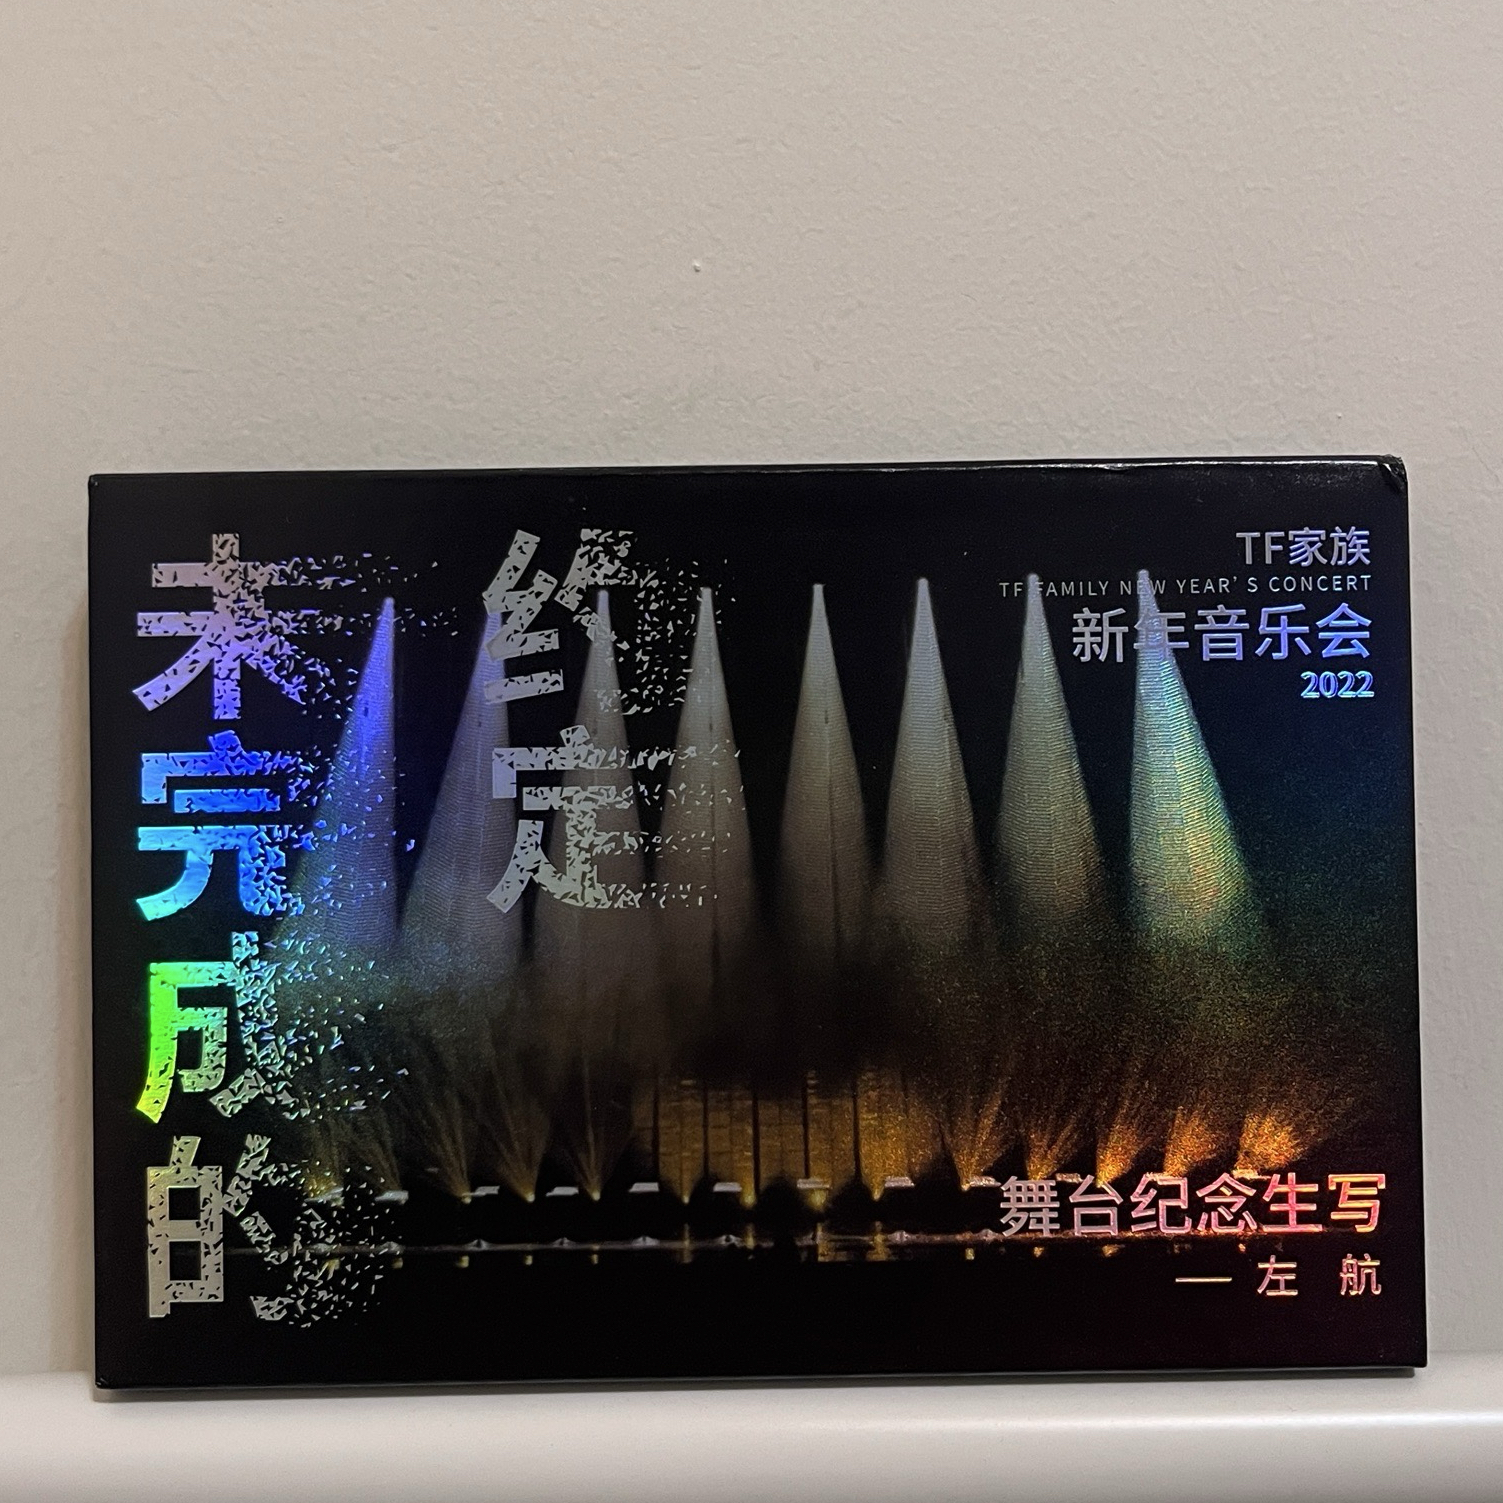 未完成的
约定
TF家族
TF FAMILY NEW YEAR'S CONCERT
新年音乐会
2022
舞台纪念生写
— 左 航